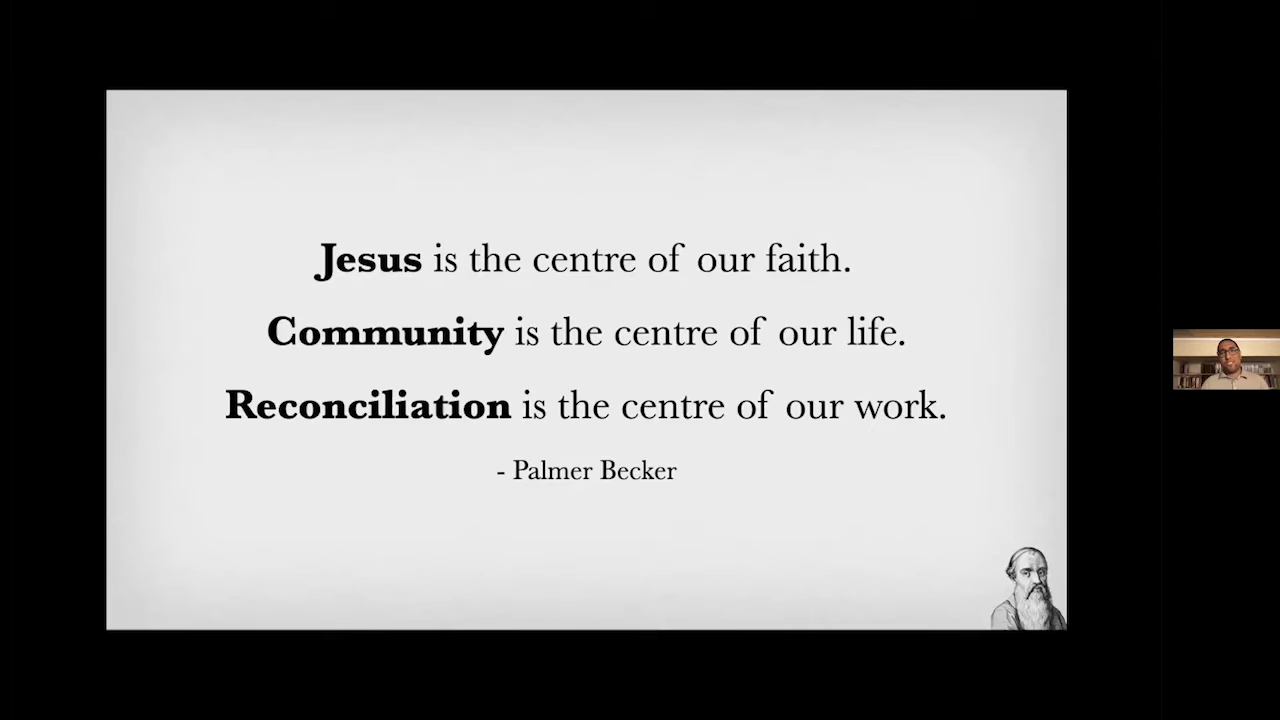 Jesus is the centre of our faith.
Community is the centre of our life.
Reconciliation is the centre of our work.
- Palmer Becker